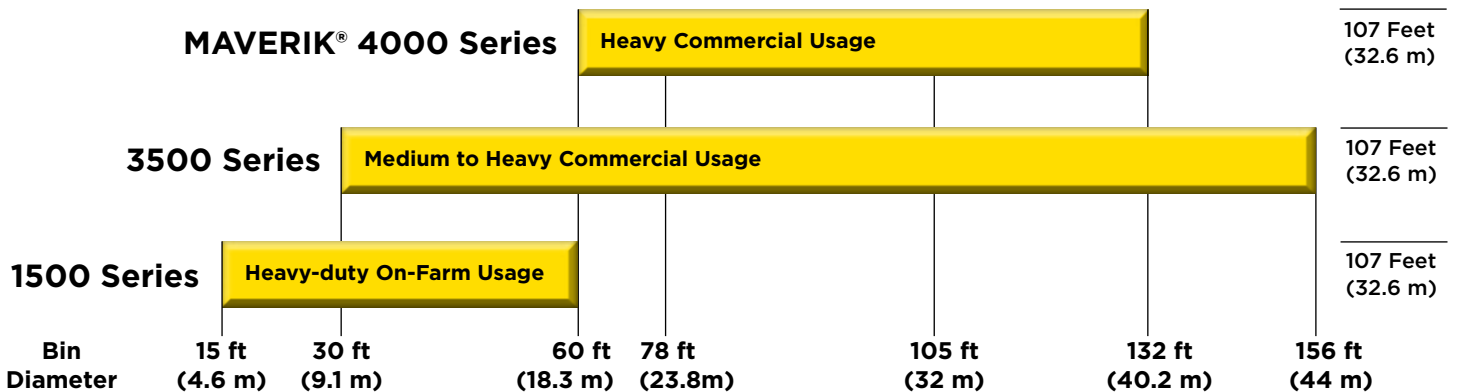 MAVERIK® 4000 Series
Heavy Commercial Usage
107 Feet
(32.6 m)
3500 Series
Medium to Heavy Commercial Usage
107 Feet
(32.6 m)
1500 Series
Heavy-duty On-Farm Usage
107 Feet
(32.6 m)
Bin 15 ft 30 ft 60 ft 78 ft 105 ft 132 ft 156 ft
Diameter (4.6 m) (9.1 m) (18.3 m) (23.8m) (32 m) (40.2 m) (44 m)